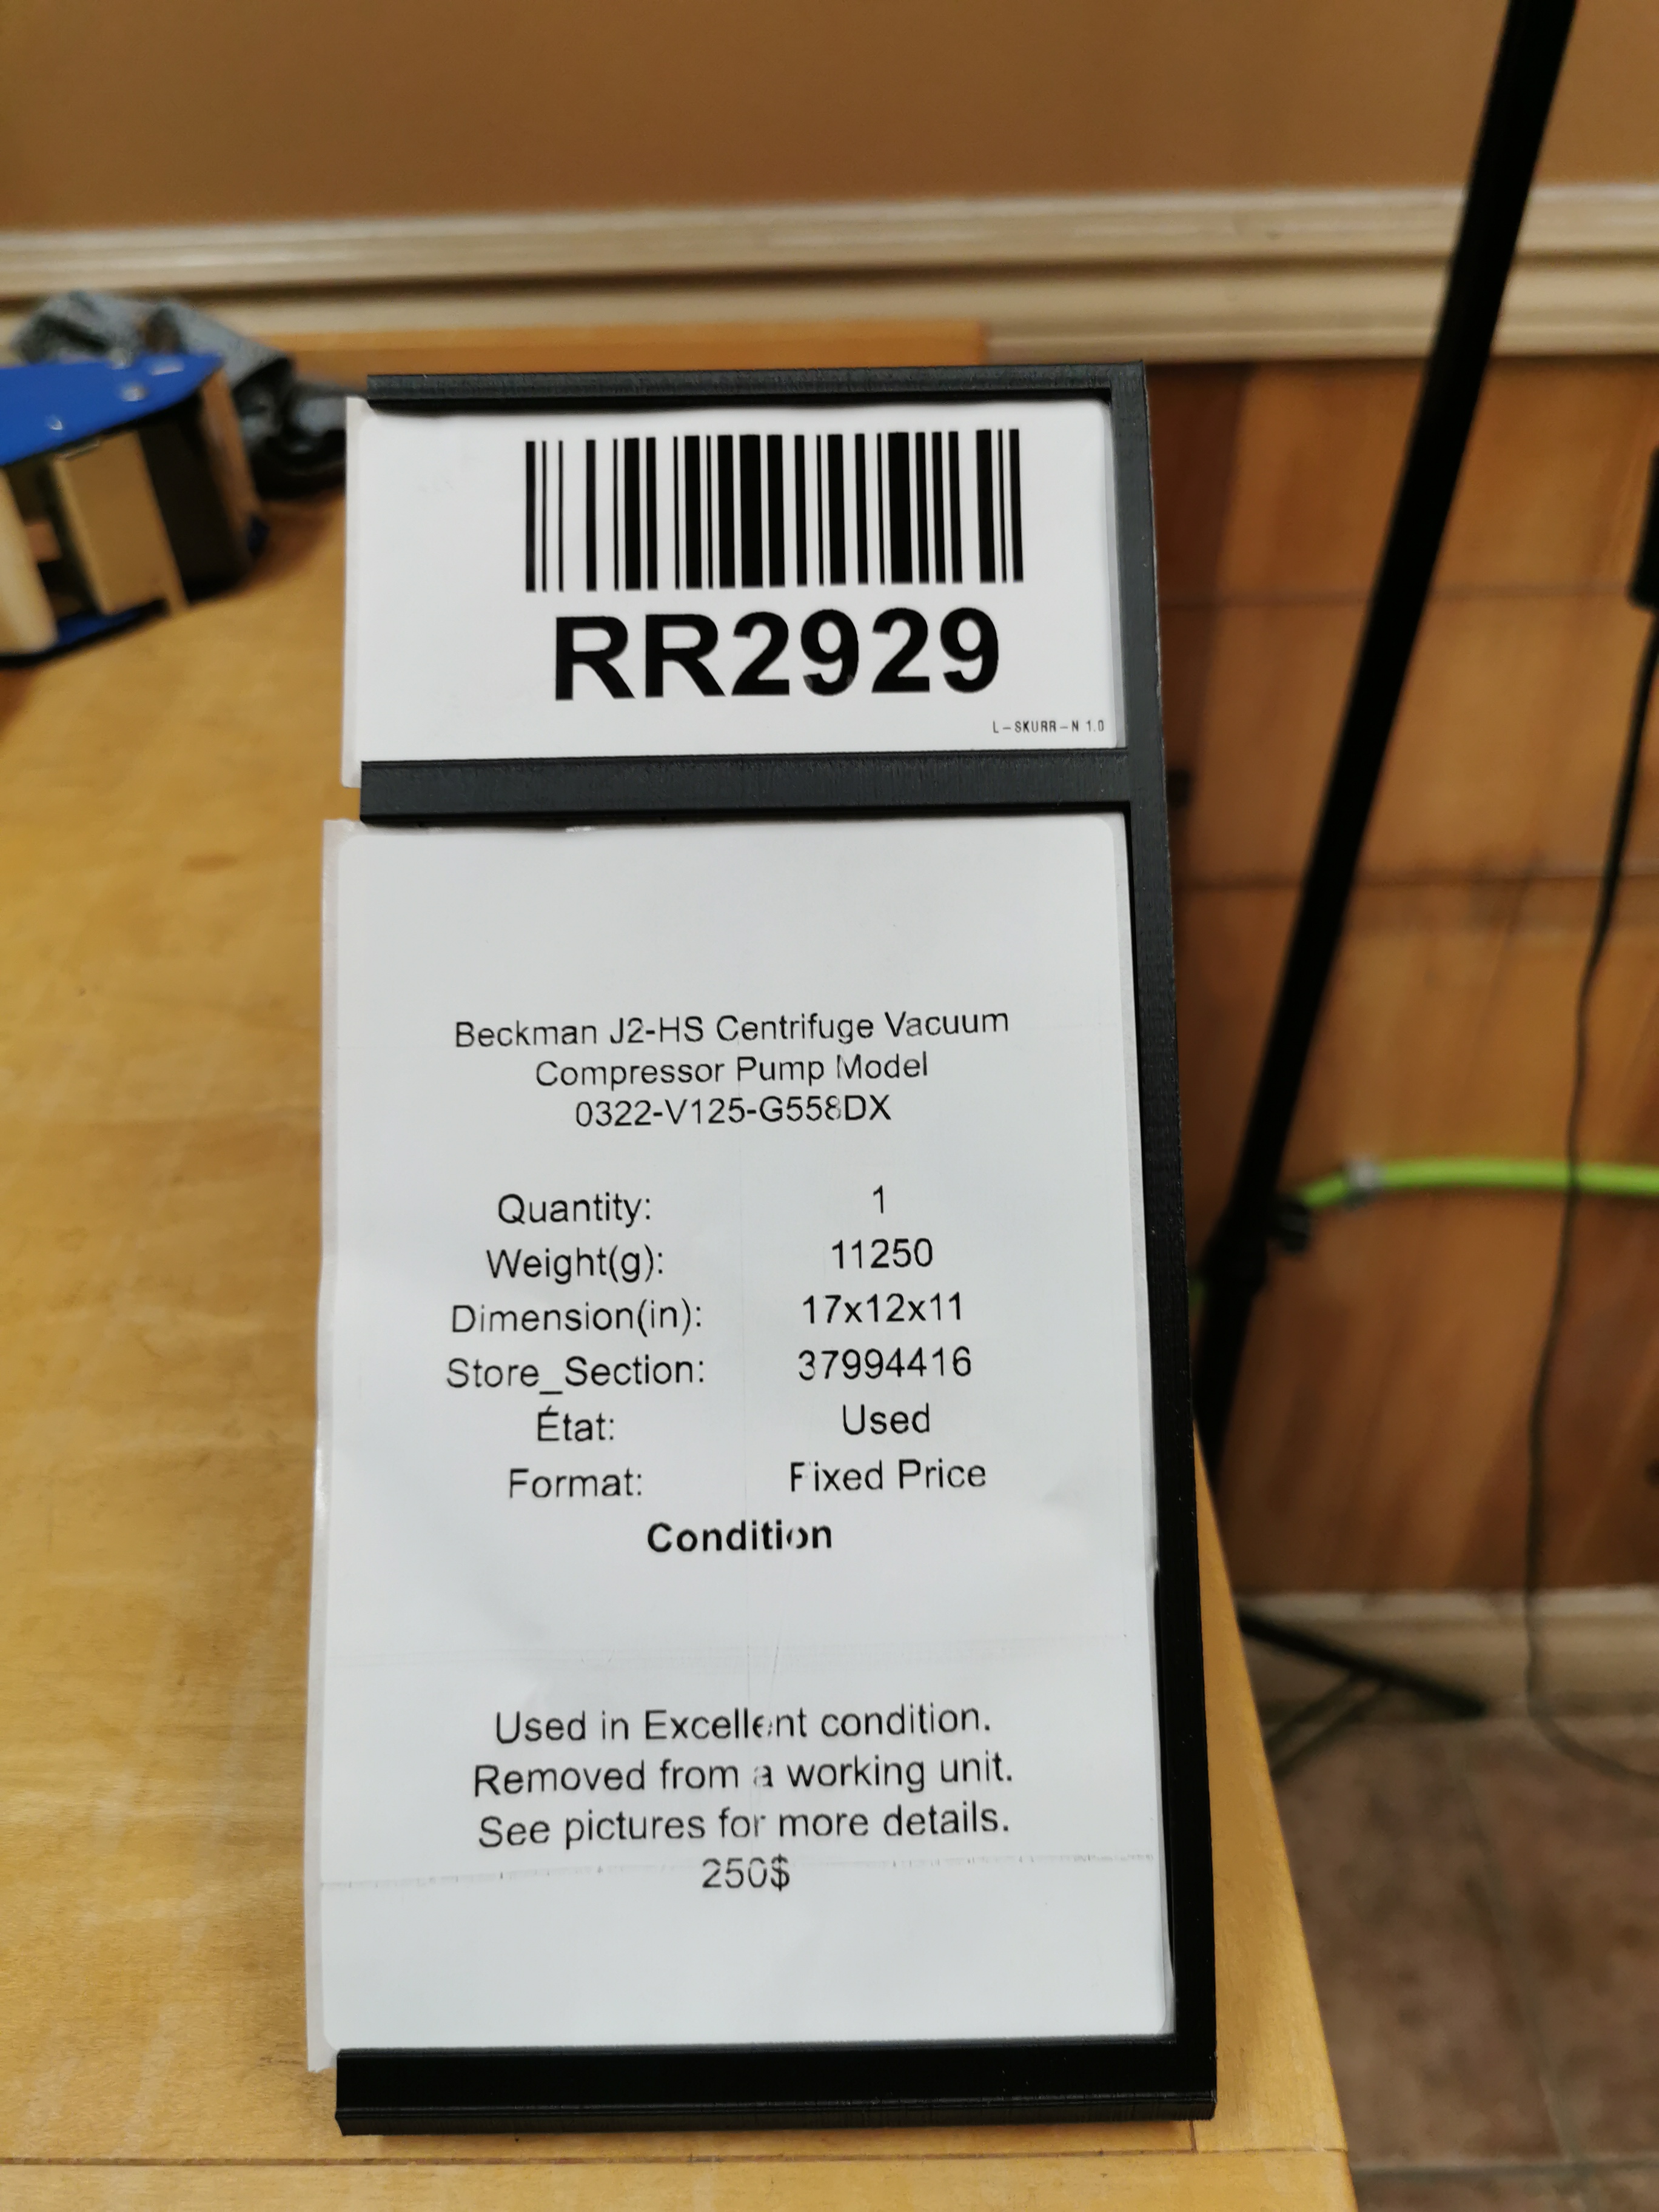 RR2929
L-SKURR-N 1.0
Beckman J2-HS Centrifuge Vacuum
Compressor Pump Model
0322-V125-G558DX
Quantity: 1
Weight(g): 11250
Dimension(in): 17x12x11
Store_Section: 37994416
État: Used
Format: Fixed Price
Condition
Used in Excellent condition.
Removed from a working unit.
See pictures for more details.
250$